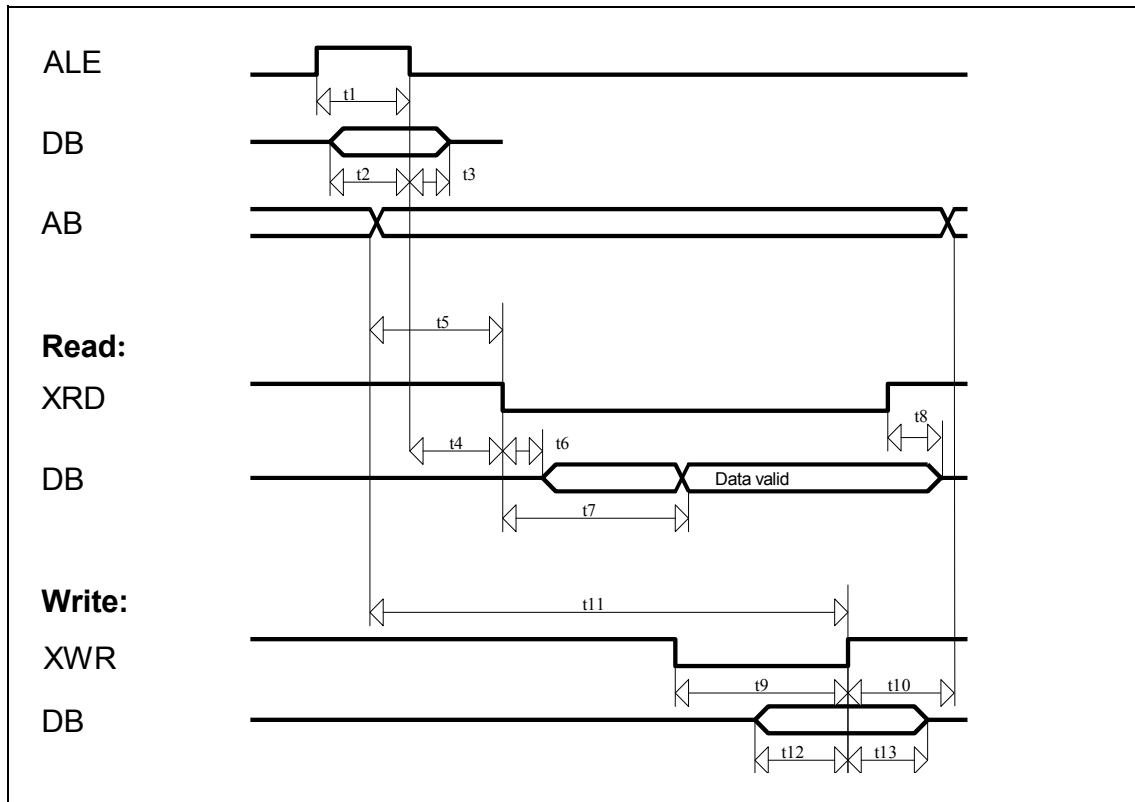 ALE
t1
DB
t2 t3
AB
t5
Read:
XRD
t8
t4 t6
DB
Data valid
t7
Write:
t11
XWR
t9 t10
DB
t12 t13